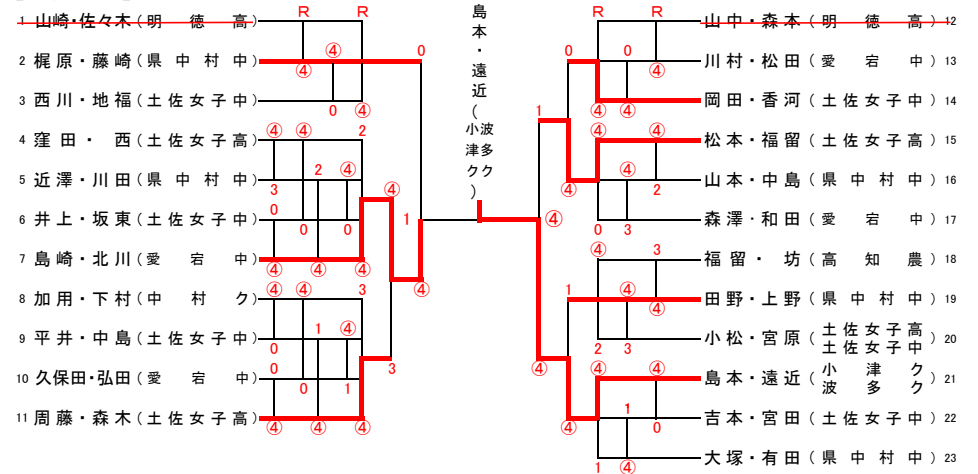 1 山崎・佐々木(明徳高)
2 梶原・藤崎(県中村中)
3 西川・地福(土佐女子中)
4 窪田・西(土佐女子高)
5 近澤・川田(県中村中)
6 井上・坂東(土佐女子中)
7 島崎・北川(愛宕中)
8 加用・下村(中村ク)
9 平井・中島(土佐女子中)
10 久保田・弘田(愛宕中)
11 周藤・森木(土佐女子高)
R R
④
④
0 ④
④ ④ 2
2 ④
3
0 0 0
④ ④ ④
④ ④ 3
1 ④
0
0 0 1
④ ④ ④
④
3
0
1
④
島本・遠近(小津ク 波多ク)
④
1
④
0
④
1
④
R R
0
④
④ ④
④ ④
2
0 3
④ 3
④
④
2 3
④ ④
1
0
1 ④
山中・森本(明徳高) 12
川村・松田(愛宕中) 13
岡田・香河(土佐女子中) 14
松本・福留(土佐女子高) 15
山本・中島(県中村中) 16
森澤・和田(愛宕中) 17
福留・坊(高知農) 18
田野・上野(県中村中) 19
小松・宮原(土佐女子高 土佐女子中) 20
島本・遠近(小津ク 波多ク) 21
吉本・宮田(土佐女子中) 22
大塚・有田(県中村中) 23